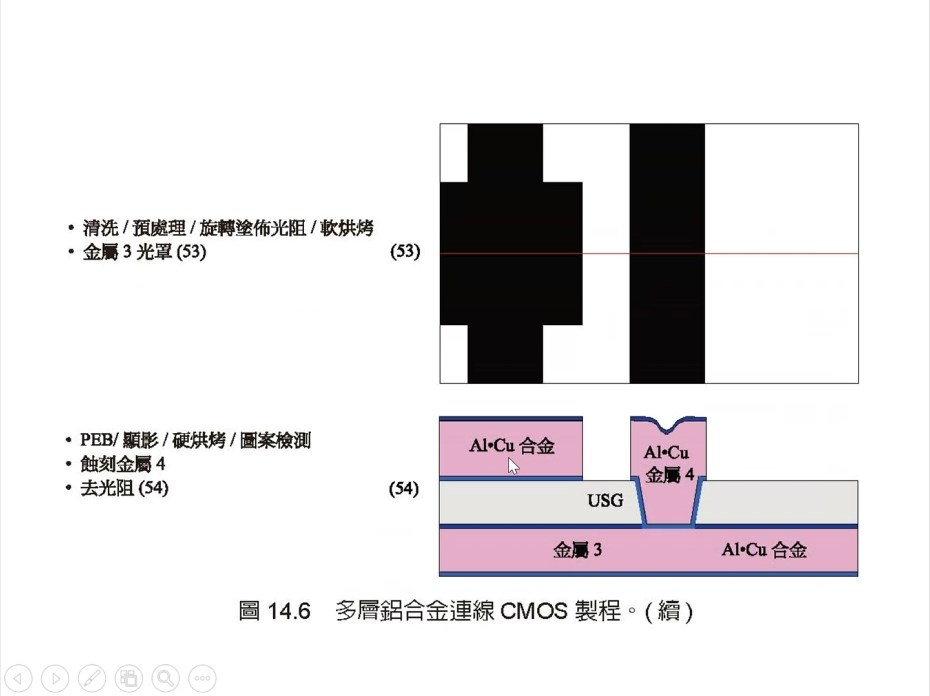 • 清洗 / 預處理 / 旋轉塗佈光阻 / 軟烘烤
• 金屬 3 光罩 (53)
(53)
• PEB/ 顯影 / 硬烘烤 / 圖案檢測
• 蝕刻金屬 4
• 去光阻 (54)
(54)
Al•Cu 合金
Al•Cu
金屬 4
USG
金屬 3
Al•Cu 合金
圖 14.6 多層鋁合金連線 CMOS 製程。( 續 )